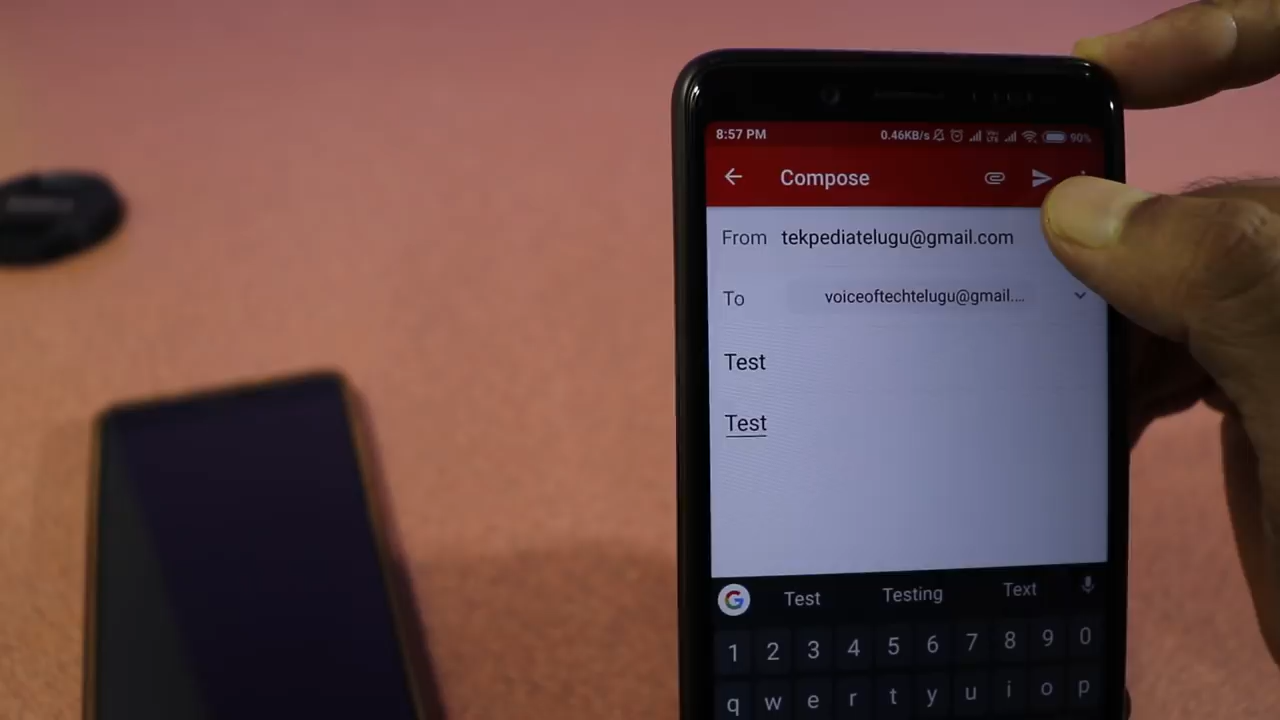 8:57 PM 0.46KB/s 90%
Compose
From tekpediatelugu@gmail.com
To voiceoftechtelugu@gmail....
Test
Test
G Test Testing Text
1 2 3 4 5 6 7 8 9 0
q w e r t y u i o p